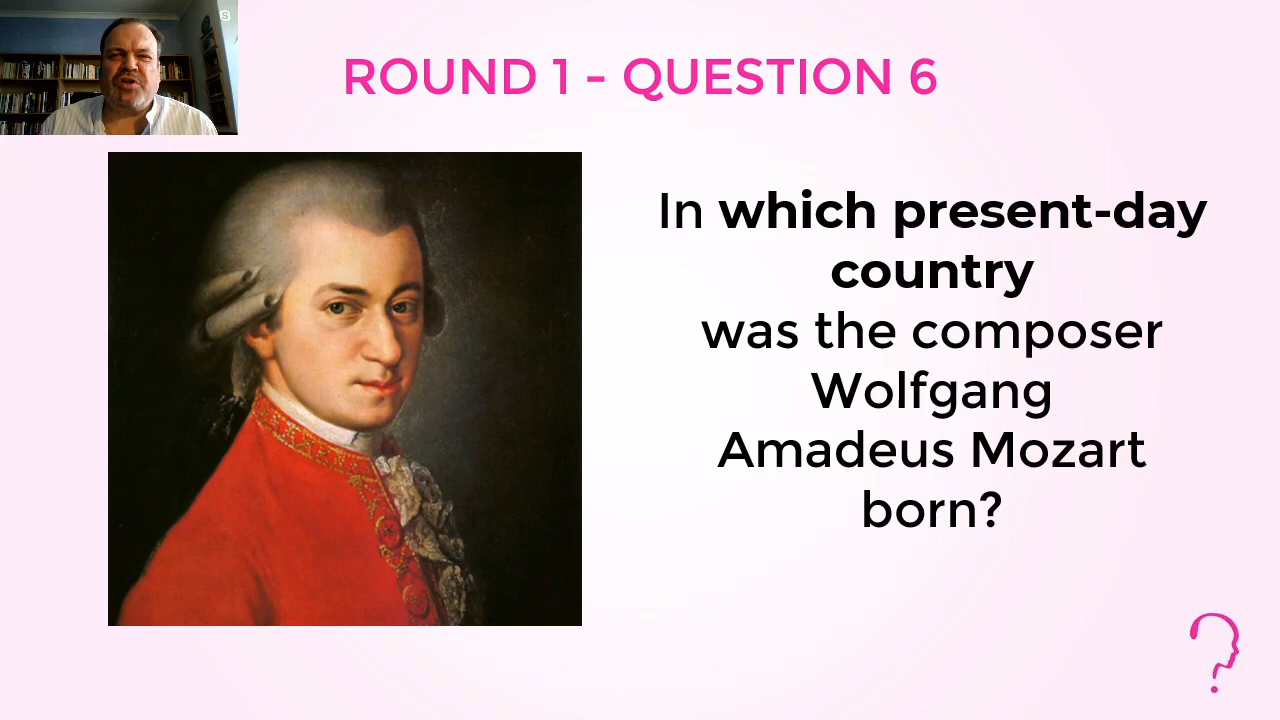 ROUND 1 - QUESTION 6
In which present-day
country
was the composer
Wolfgang
Amadeus Mozart
born?